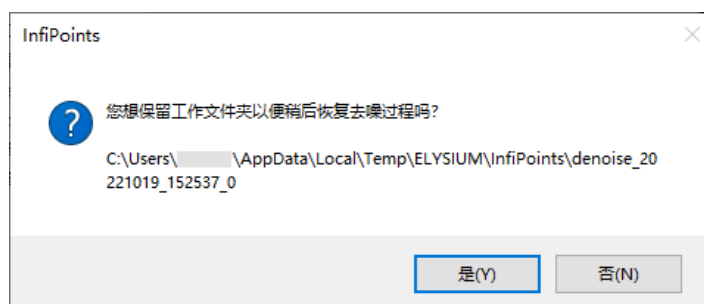 InfiPoints
您想保留工作文件夹以便稍后恢复去噪过程吗?
C:\Users\ \AppData\Local\Temp\ELYSIUM\InfiPoints\denoise_20
221019_152537_0
是(Y)
否(N)